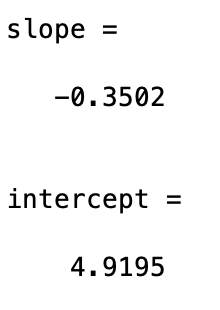 slope =
-0.3502
intercept =
4.9195